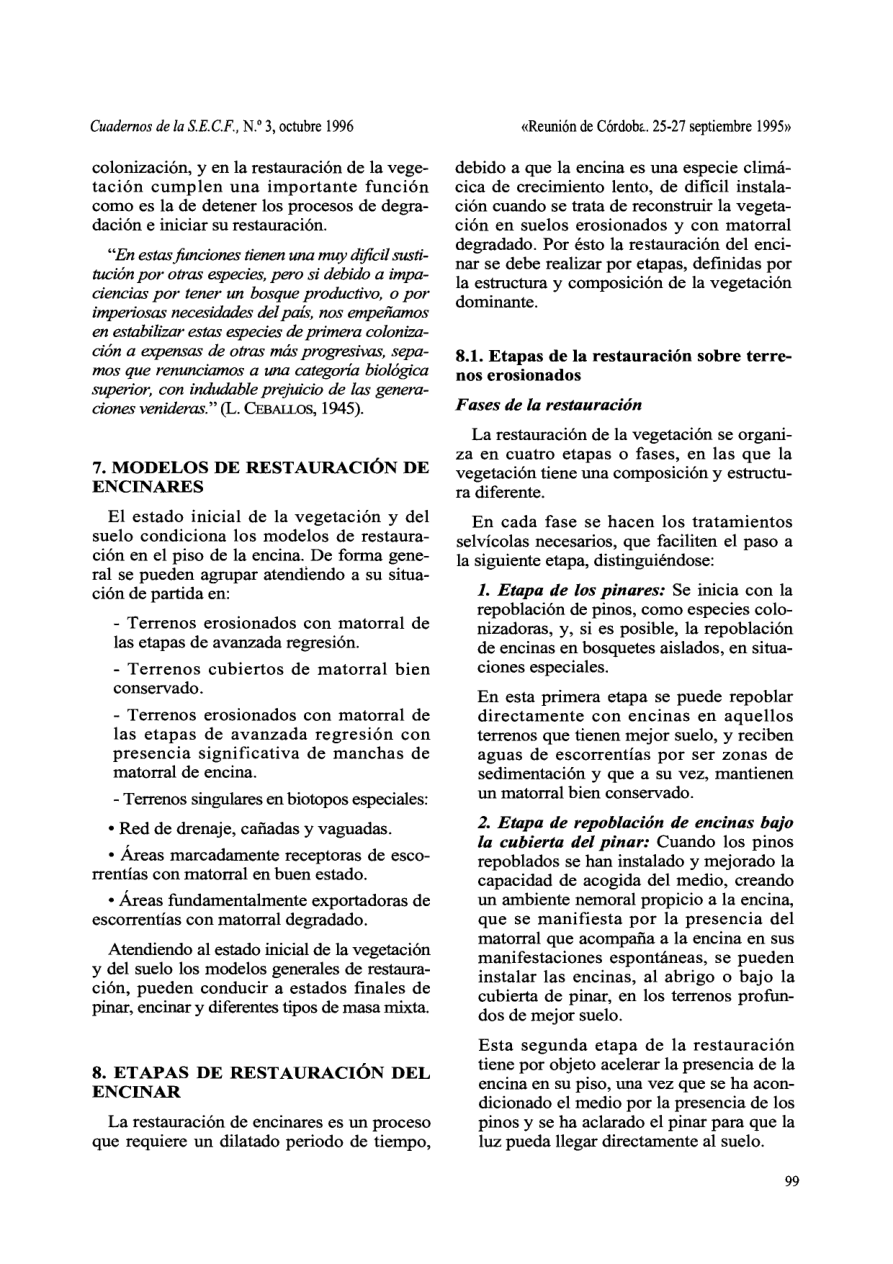 Cuadernos de la S.E.C.F., N.º 3, octubre 1996
«Reunión de Córdoba. 25-27 septiembre 1995»
colonización, y en la restauración de la vege-
tación cumplen una importante función
como es la de detener los procesos de degra-
dación e iniciar su restauración.
“En estas funciones tienen una muy difícil susti-
tución por otras especies, pero si debido a impa-
ciencias por tener un bosque productivo, o por
imperiosas necesidades del país, nos empeñamos
en estabilizar estas especies de primera coloniza-
ción a expensas de otras más progresivas, sepa-
mos que renunciamos a una categoría biológica
superior, con indudable prejuicio de las genera-
ciones venideras.” (L. CEBALLOS, 1945).
7. MODELOS DE RESTAURACIÓN DE
ENCINARES
El estado inicial de la vegetación y del
suelo condiciona los modelos de restaura-
ción en el piso de la encina. De forma gene-
ral se pueden agrupar atendiendo a su situa-
ción de partida en:
- Terrenos erosionados con matorral de
las etapas de avanzada regresión.
- Terrenos cubiertos de matorral bien
conservado.
- Terrenos erosionados con matorral de
las etapas de avanzada regresión con
presencia significativa de manchas de
matorral de encina.
- Terrenos singulares en biotopos especiales:
• Red de drenaje, cañadas y vaguadas.
• Áreas marcadamente receptoras de esco-
rrentías con matorral en buen estado.
• Áreas fundamentalmente exportadoras de
escorrentías con matorral degradado.
Atendiendo al estado inicial de la vegetación
y del suelo los modelos generales de restaura-
ción, pueden conducir a estados finales de
pinar, encinar y diferentes tipos de masa mixta.
8. ETAPAS DE RESTAURACIÓN DEL
ENCINAR
La restauración de encinares es un proceso
que requiere un dilatado periodo de tiempo,
debido a que la encina es una especie climá-
cica de crecimiento lento, de difícil instala-
ción cuando se trata de reconstruir la vegeta-
ción en suelos erosionados y con matorral
degradado. Por ésto la restauración del enci-
nar se debe realizar por etapas, definidas por
la estructura y composición de la vegetación
dominante.
8.1. Etapas de la restauración sobre terre-
nos erosionados
Fases de la restauración
La restauración de la vegetación se organi-
za en cuatro etapas o fases, en las que la
vegetación tiene una composición y estructu-
ra diferente.
En cada fase se hacen los tratamientos
selvícolas necesarios, que faciliten el paso a
la siguiente etapa, distinguiéndose:
1. Etapa de los pinares: Se inicia con la
repoblación de pinos, como especies colo-
nizadoras, y, si es posible, la repoblación
de encinas en bosquetes aislados, en situa-
ciones especiales.
En esta primera etapa se puede repoblar
directamente con encinas en aquellos
terrenos que tienen mejor suelo, y reciben
aguas de escorrentías por ser zonas de
sedimentación y que a su vez, mantienen
un matorral bien conservado.
2. Etapa de repoblación de encinas bajo
la cubierta del pinar: Cuando los pinos
repoblados se han instalado y mejorado la
capacidad de acogida del medio, creando
un ambiente nemoral propicio a la encina,
que se manifiesta por la presencia del
matorral que acompaña a la encina en sus
manifestaciones espontáneas, se pueden
instalar las encinas, al abrigo o bajo la
cubierta de pinar, en los terrenos profun-
dos de mejor suelo.
Esta segunda etapa de la restauración
tiene por objeto acelerar la presencia de la
encina en su piso, una vez que se ha acon-
dicionado el medio por la presencia de los
pinos y se ha aclarado el pinar para que la
luz pueda llegar directamente al suelo.
99